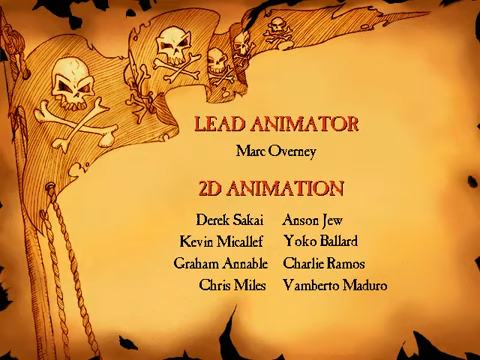 LEAD ANIMATOR
Marc Overney
2D ANIMATION
Derek Sakai Anson Jew
Kevin Micallef Yoko Ballard
Graham Annable Charlie Ramos
Chris Miles Vamberto Maduro